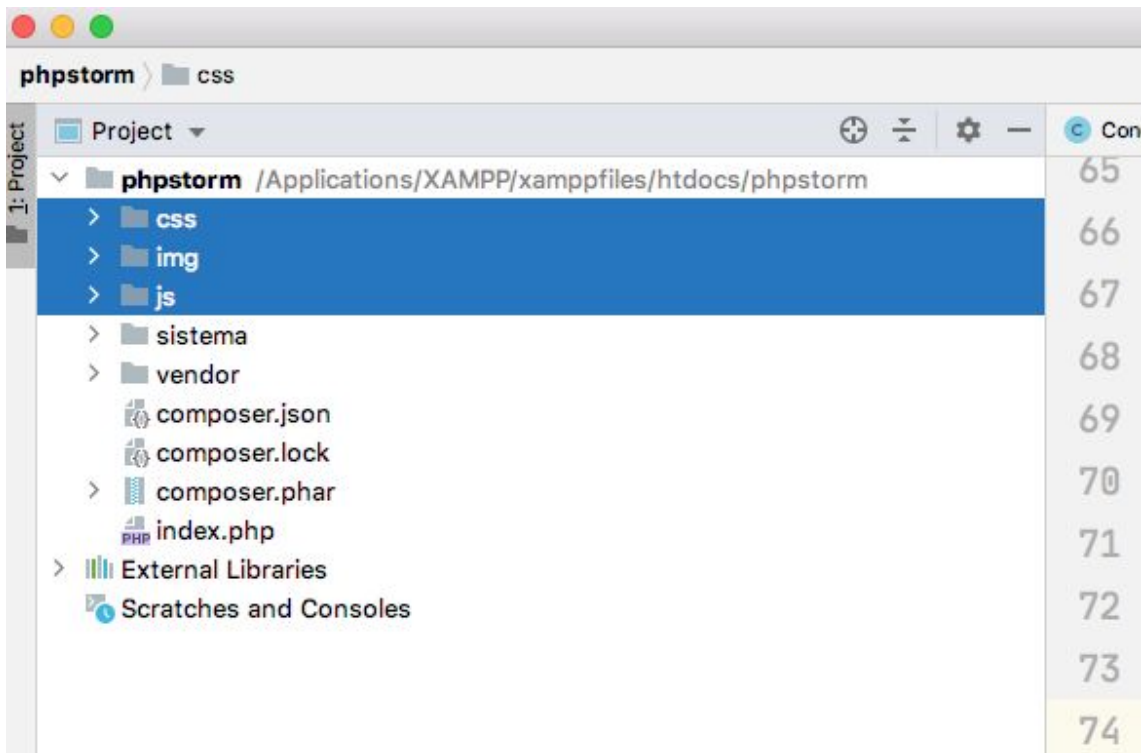 phpstorm 〉 css
1: Project
Project
Con
phpstorm /Applications/XAMPP/xamppfiles/htdocs/phpstorm
css
img
js
sistema
vendor
composer.json
composer.lock
composer.phar
PHP index.php
External Libraries
Scratches and Consoles
65
66
67
68
69
70
71
72
73
74